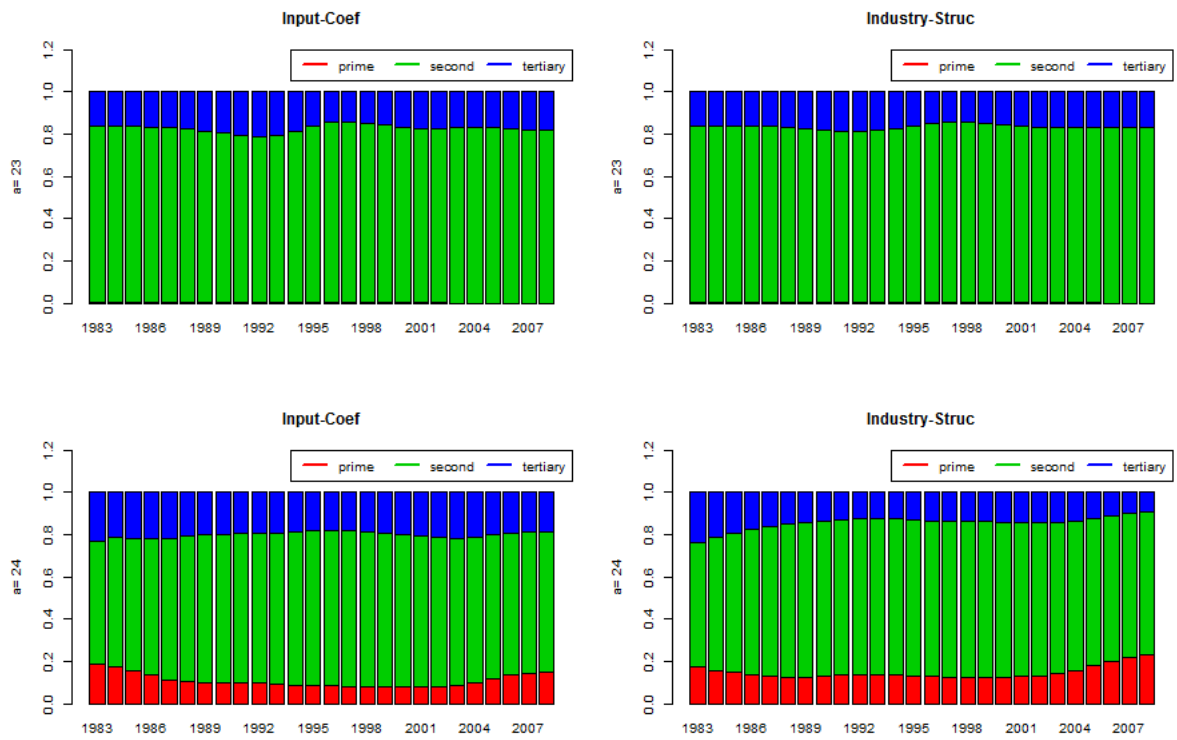 Input-Coef
prime second tertiary
a= 23
0.0 0.2 0.4 0.6 0.8 1.0 1.2
1983 1986 1989 1992 1995 1998 2001 2004 2007
Industry-Struc
prime second tertiary
a= 23
0.0 0.2 0.4 0.6 0.8 1.0 1.2
1983 1986 1989 1992 1995 1998 2001 2004 2007
Input-Coef
prime second tertiary
a= 24
0.0 0.2 0.4 0.6 0.8 1.0 1.2
1983 1986 1989 1992 1995 1998 2001 2004 2007
Industry-Struc
prime second tertiary
a= 24
0.0 0.2 0.4 0.6 0.8 1.0 1.2
1983 1986 1989 1992 1995 1998 2001 2004 2007